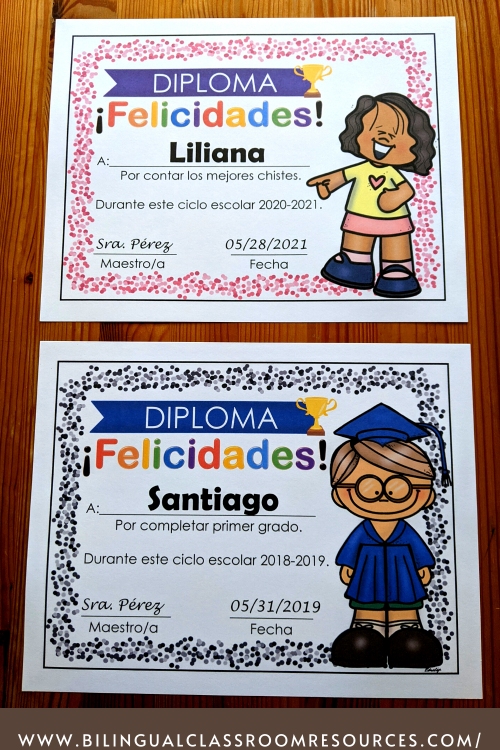 DIPLOMA
¡Felicidades!
A: Liliana
Por contar los mejores chistes.
Durante este ciclo escolar 2020-2021.
Sra. Pérez 05/28/2021
Maestro/a Fecha
DIPLOMA
¡Felicidades!
A: Santiago
Por completar primer grado.
Durante este ciclo escolar 2018-2019.
Sra. Pérez 05/31/2019
Maestro/a Fecha
WWW.BILINGUALCLASSROOMRESOURCES.COM/